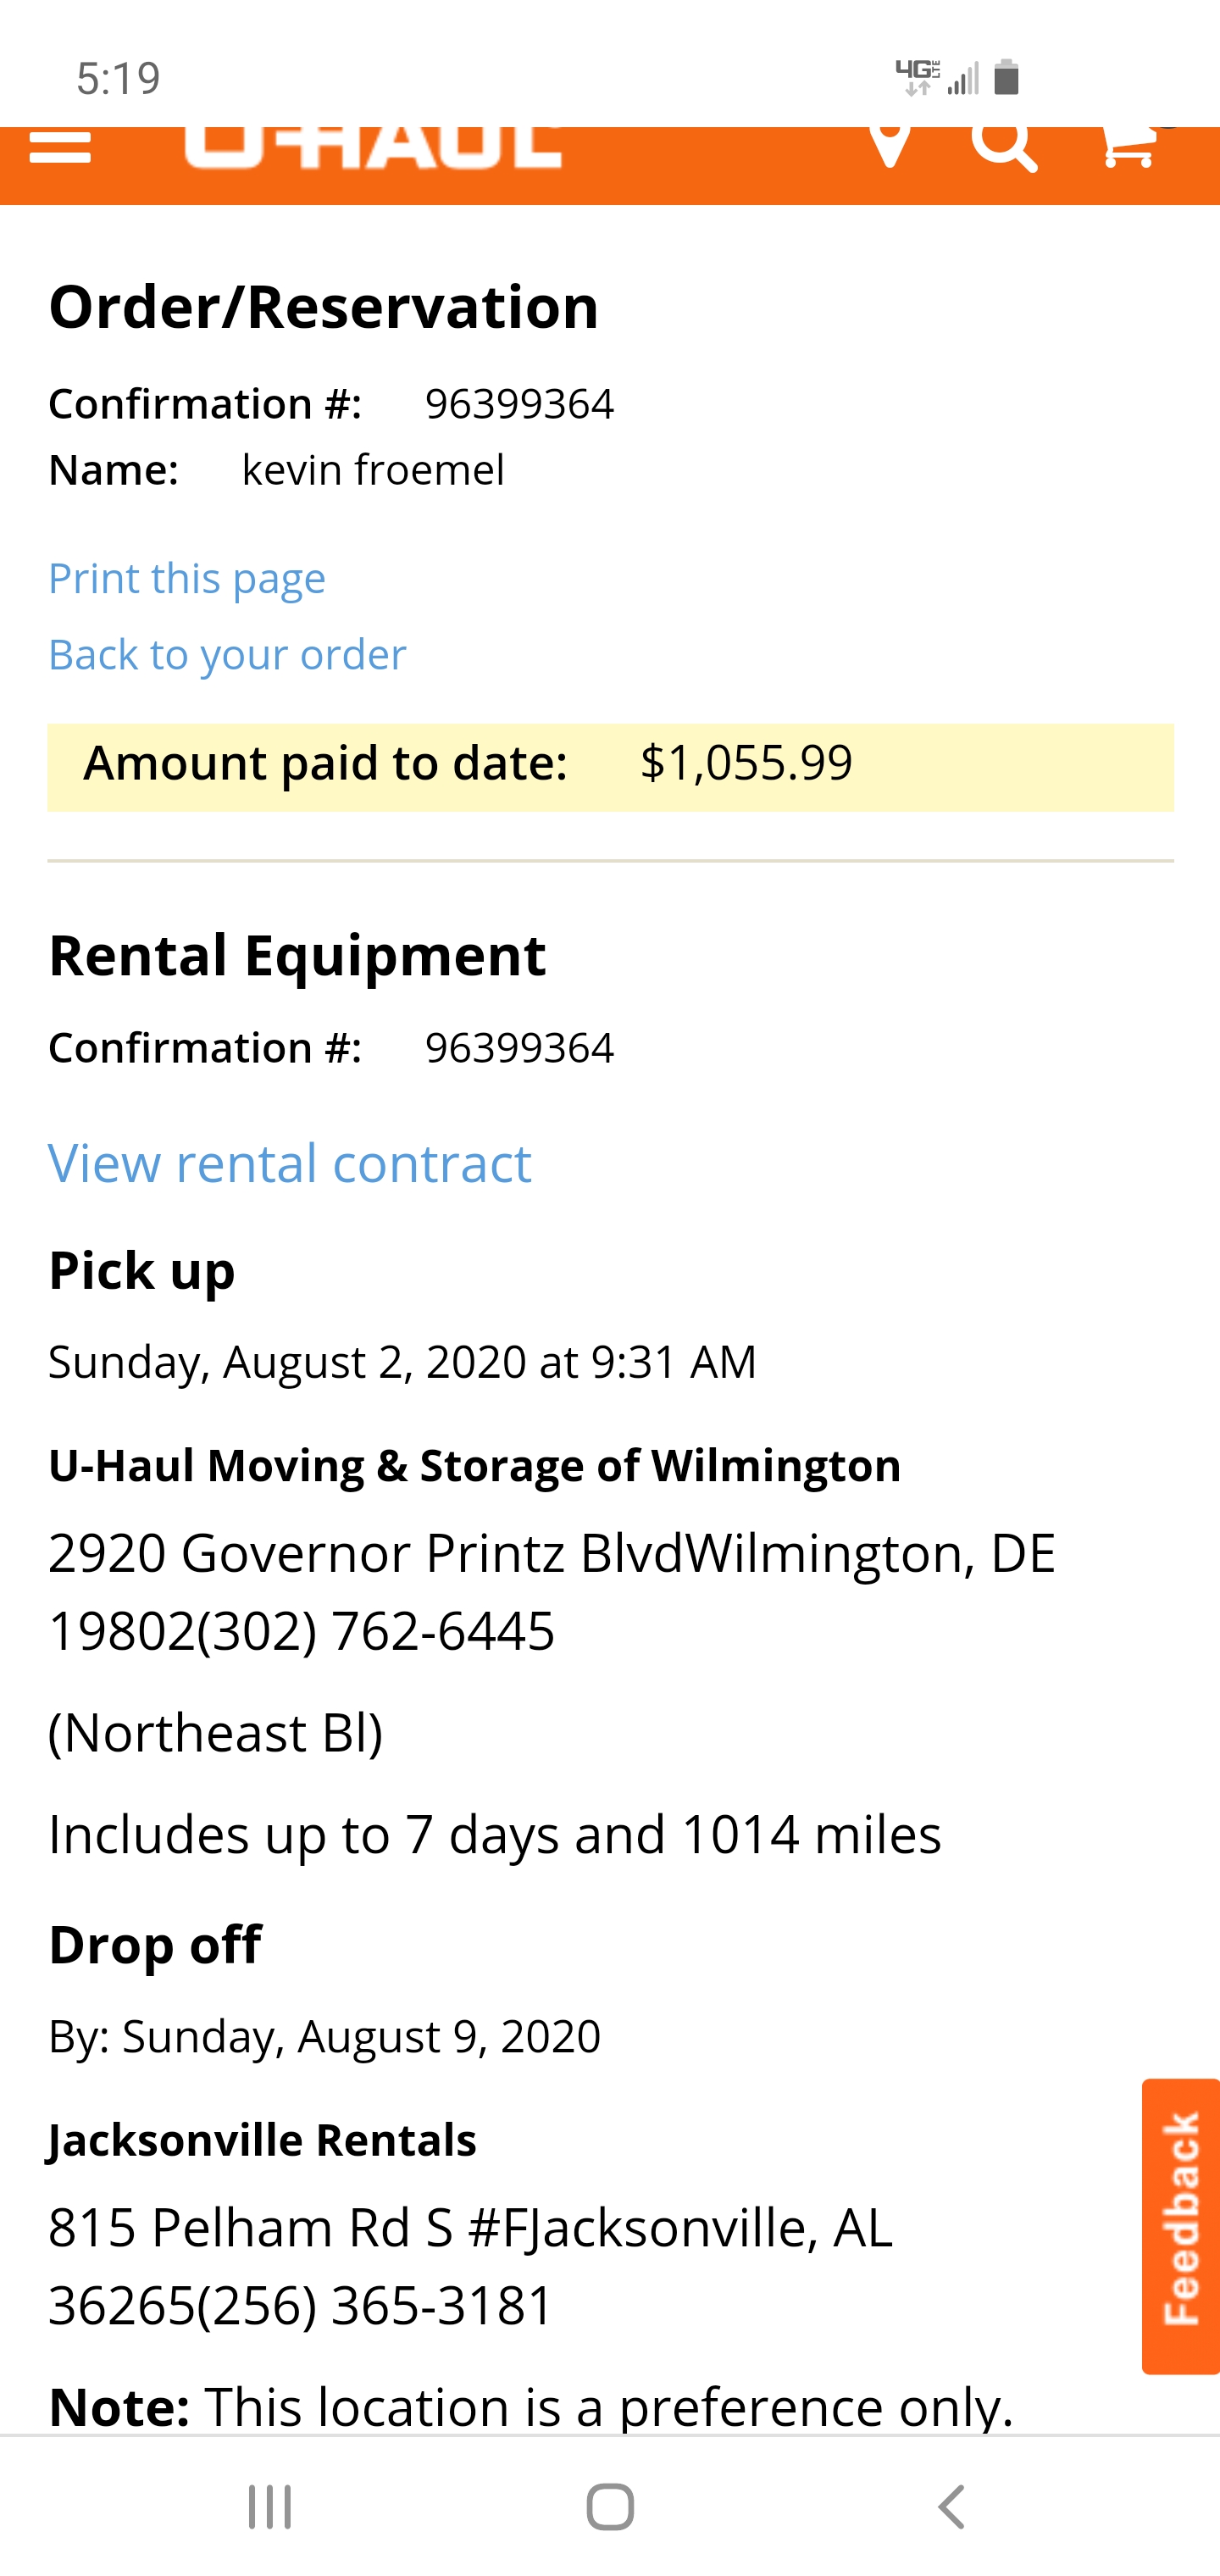 5:19
4G LTE
U-HAUL
Order/Reservation
Confirmation #: 96399364
Name: kevin froemel
Print this page
Back to your order
Amount paid to date: $1,055.99
Rental Equipment
Confirmation #: 96399364
View rental contract
Pick up
Sunday, August 2, 2020 at 9:31 AM
U-Haul Moving & Storage of Wilmington
2920 Governor Printz BlvdWilmington, DE
19802(302) 762-6445
(Northeast Bl)
Includes up to 7 days and 1014 miles
Drop off
By: Sunday, August 9, 2020
Jacksonville Rentals
815 Pelham Rd S #FJacksonville, AL
36265(256) 365-3181
Feedback
Note: This location is a preference only.